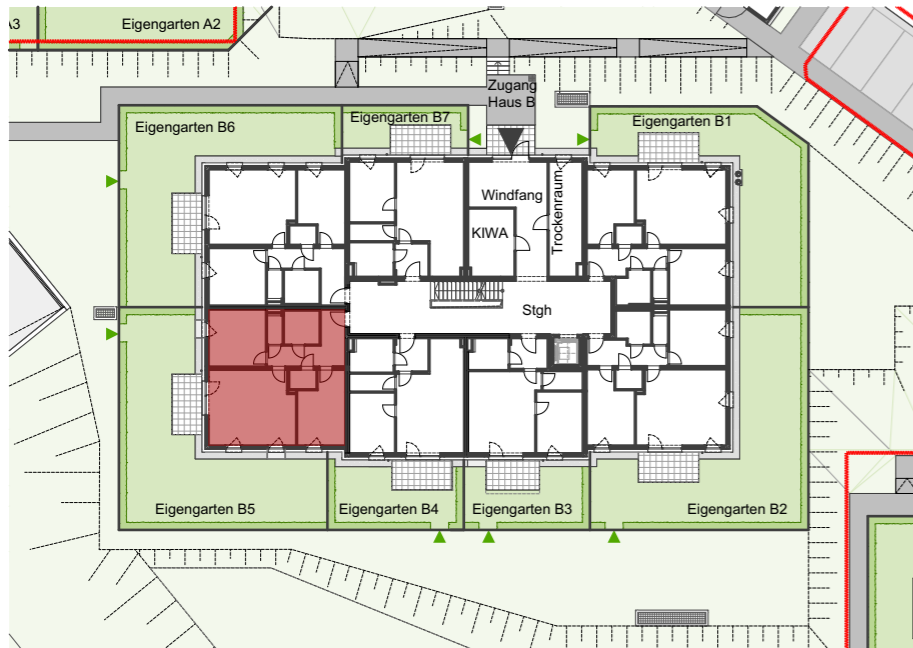 A3
Eigengarten A2
Zugang
Haus B
Eigengarten B6
Eigengarten B7
Eigengarten B1
Windfang
Trockenraum
KIWA
Stgh
Eigengarten B5
Eigengarten B4
Eigengarten B3
Eigengarten B2